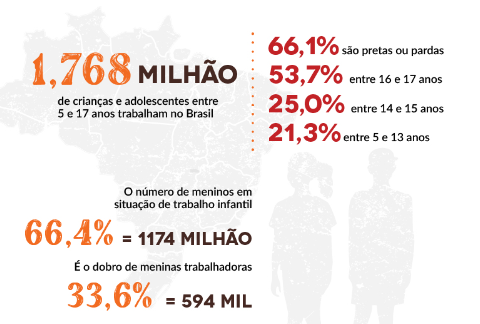 1,768 MILHÃO
de crianças e adolescentes entre
5 e 17 anos trabalham no Brasil
66,1% são pretas ou pardas
53,7% entre 16 e 17 anos
25,0% entre 14 e 15 anos
21,3% entre 5 e 13 anos
O número de meninos em
situação de trabalho infantil
66,4% = 1174 MILHÃO
É o dobro de meninas trabalhadoras
33,6% = 594 MIL